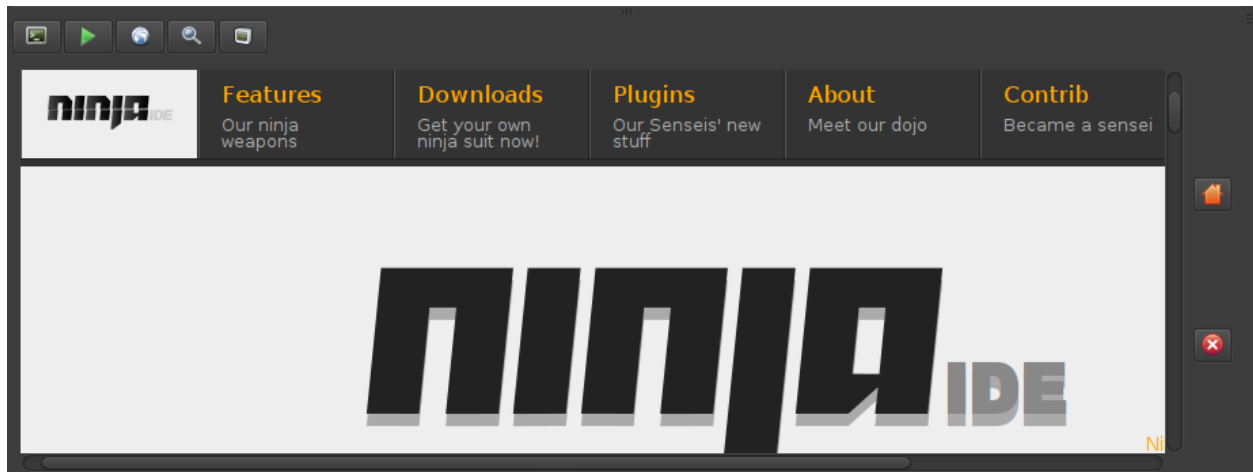 ninja IDE
Features
Our ninja
weapons
Downloads
Get your own
ninja suit now!
Plugins
Our Senseis' new
stuff
About
Meet our dojo
Contrib
Became a sensei
ninja IDE
Ni